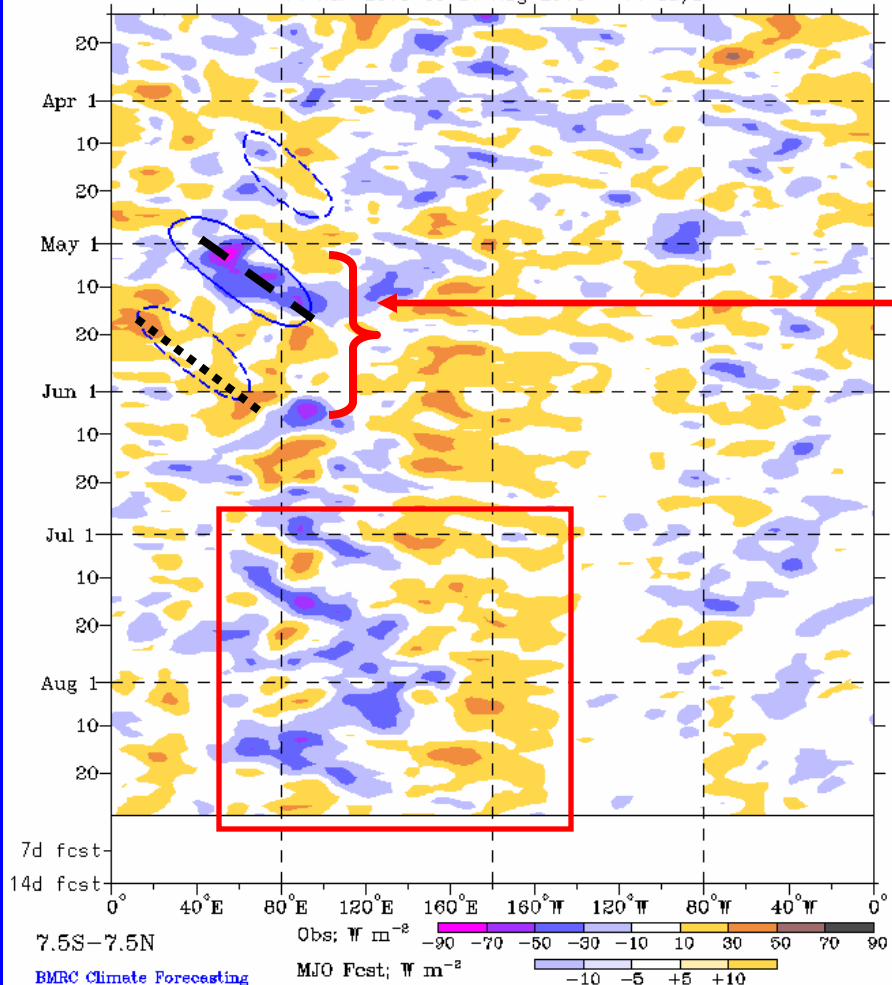 20
Apr 1
10
20
May 1
10
20
Jun 1
10
20
Jul 1
10
20
Aug 1
10
20
7d fcst
14d fcst
0° 40°E 80°E 120°E 160°E 160°W 120°W 80°W 40°W 0°
7.5S-7.5N
Obs; W m-2
-90 -70 -50 -30 -10 10 30 50 70 90
BMRC Climate Forecasting
MJO Fcst; W m-2
-10 -5 +5 +10